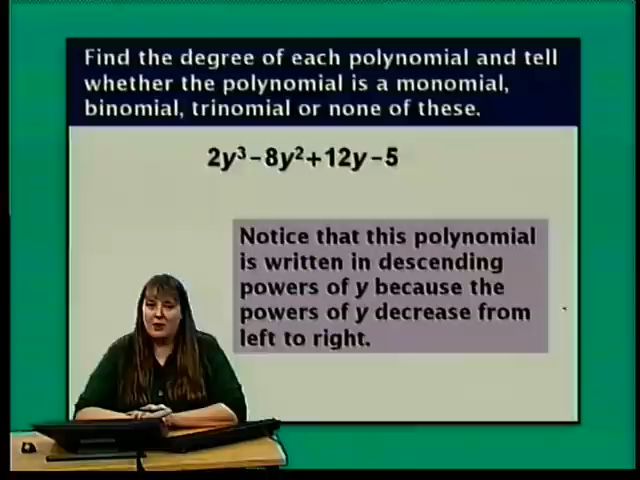 Find the degree of each polynomial and tell
whether the polynomial is a monomial,
binomial, trinomial or none of these.
2y³-8y²+12y-5
Notice that this polynomial
is written in descending
powers of y because the
powers of y decrease from
left to right.